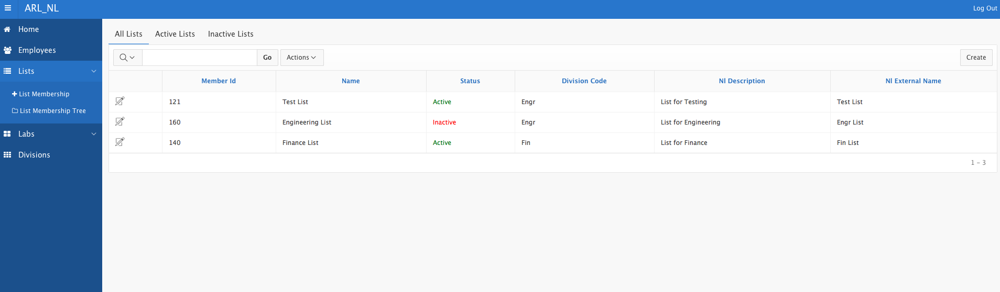 ARL_NL
Log Out
Home
Employees
Lists
List Membership
List Membership Tree
Labs
Divisions
All Lists Active Lists Inactive Lists
Go Actions Create
Member Id Name Status Division Code Nl Description Nl External Name
121 Test List Active Engr List for Testing Test List
160 Engineering List Inactive Engr List for Engineering Engr List
140 Finance List Active Fin List for Finance Fin List
1 - 3